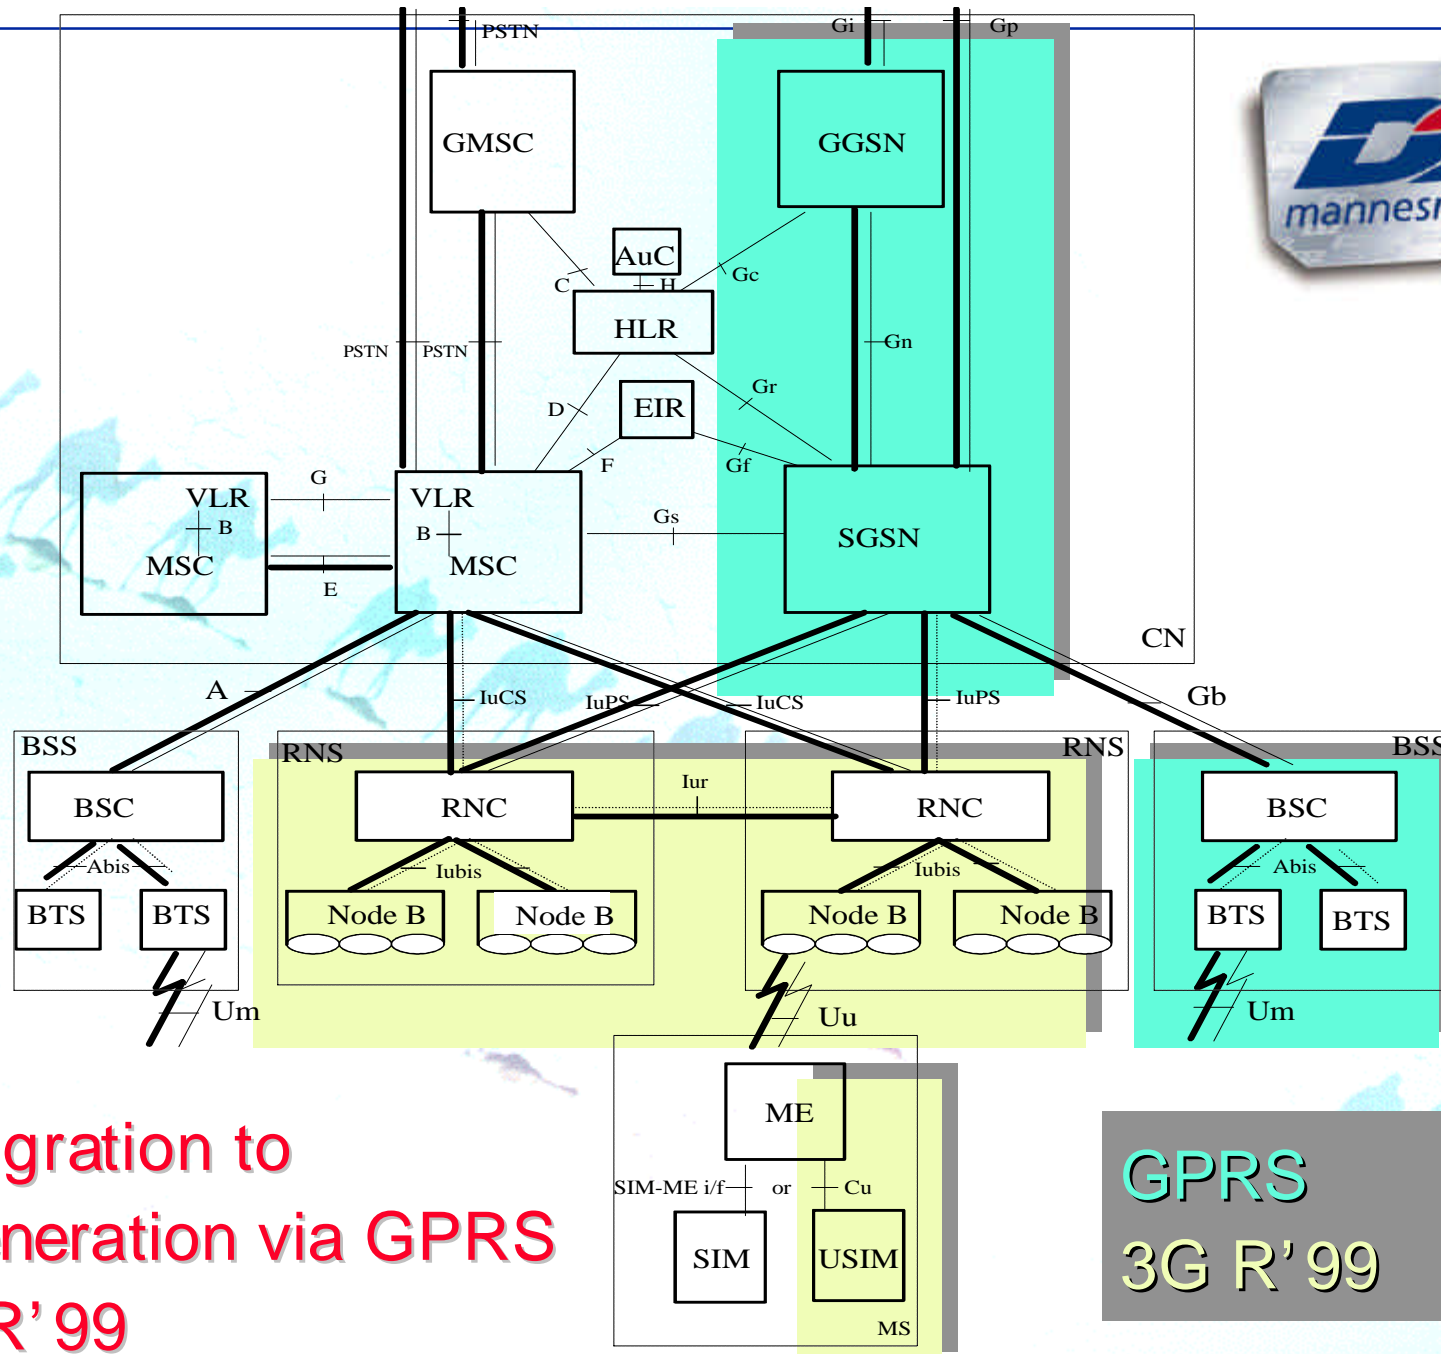 PSTN
Gi
Gp
GMSC
GGSN
AuC
C
H
Gc
HLR
PSTN
PSTN
Gn
Gr
D
EIR
F
Gf
G
VLR
VLR
B
B
Gs
SGSN
MSC
MSC
E
CN
A
IuCS
IuPS
IuCS
IuPS
Gb
BSS
RNS
RNS
BSS
BSC
RNC
Iur
RNC
BSC
Abis
Iubis
Iubis
Abis
BTS
BTS
Node B
Node B
Node B
Node B
BTS
BTS
Um
Uu
Um
ME
SIM-ME i/f
or
Cu
SIM
USIM
MS
gration to
neration via GPRS
R'99
GPRS
3G R'99